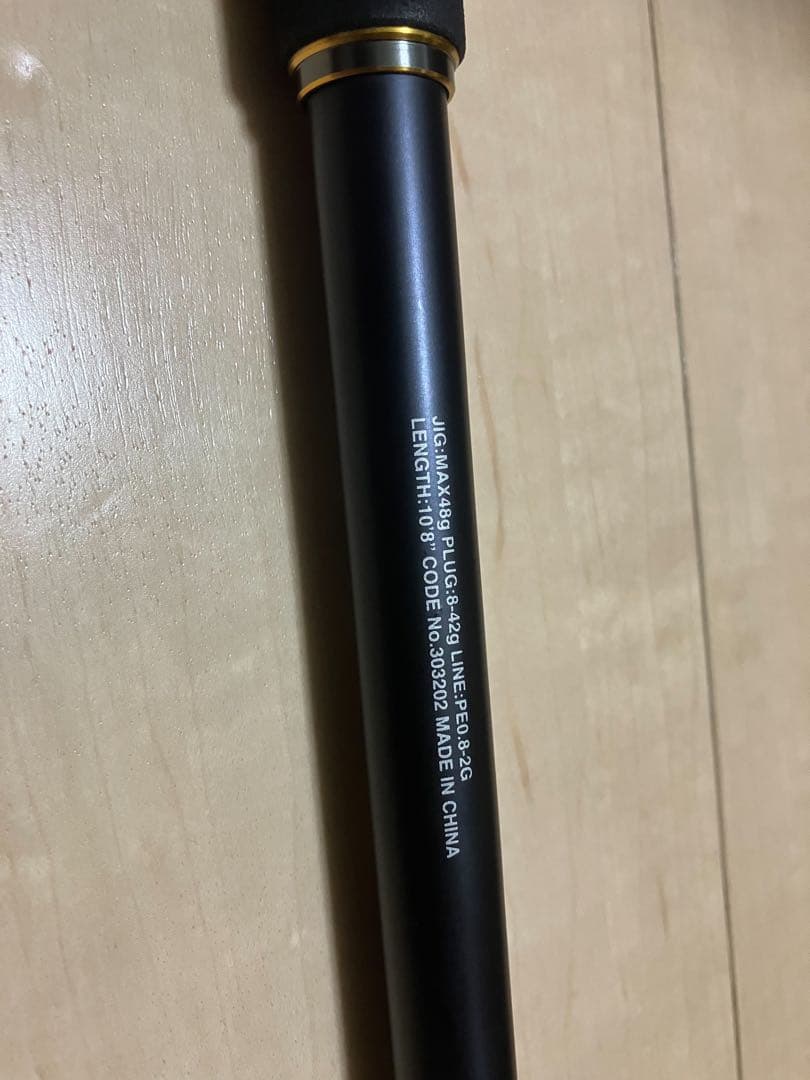 JIG:MAX48g PLUG:8-42g LINE:PE0.8-2G
LENGTH:10'8" CODE No.303202 MADE IN CHINA